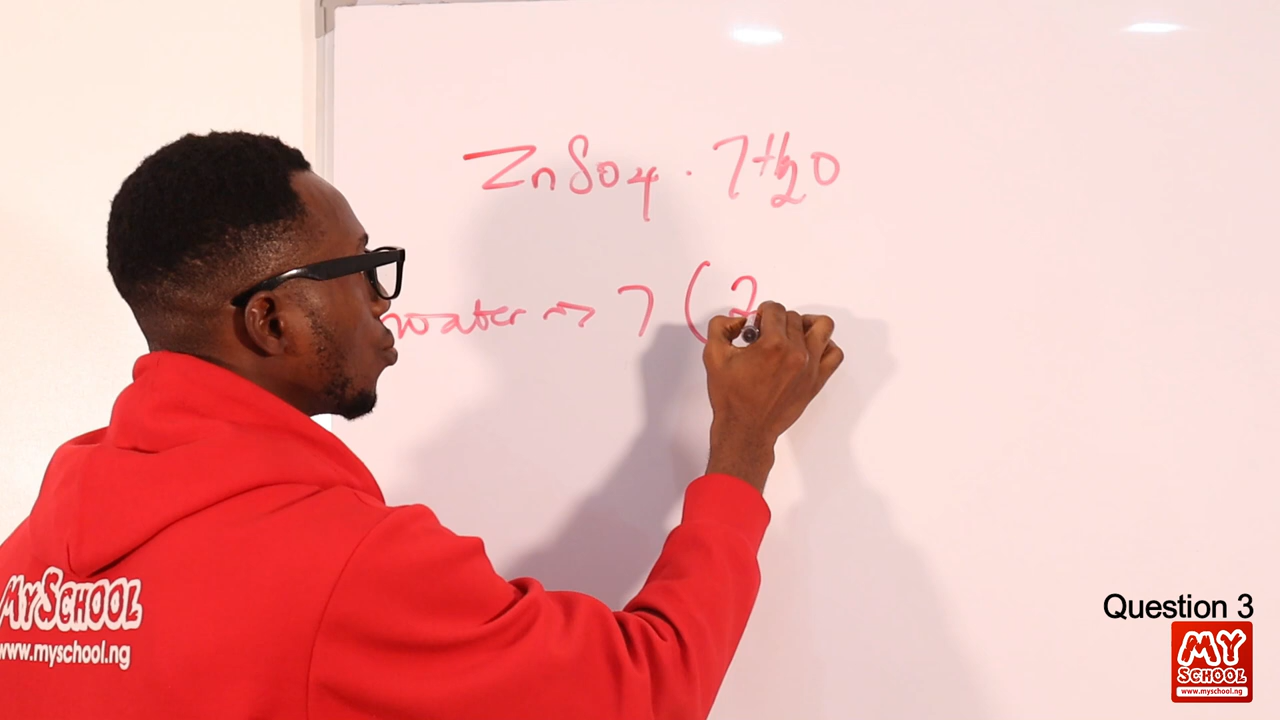 ZnSO4 . 7H2O
water => 7 (2
MYSCHOOL
www.myschool.ng
Question 3
MY
SCHOOL
www.myschool.ng